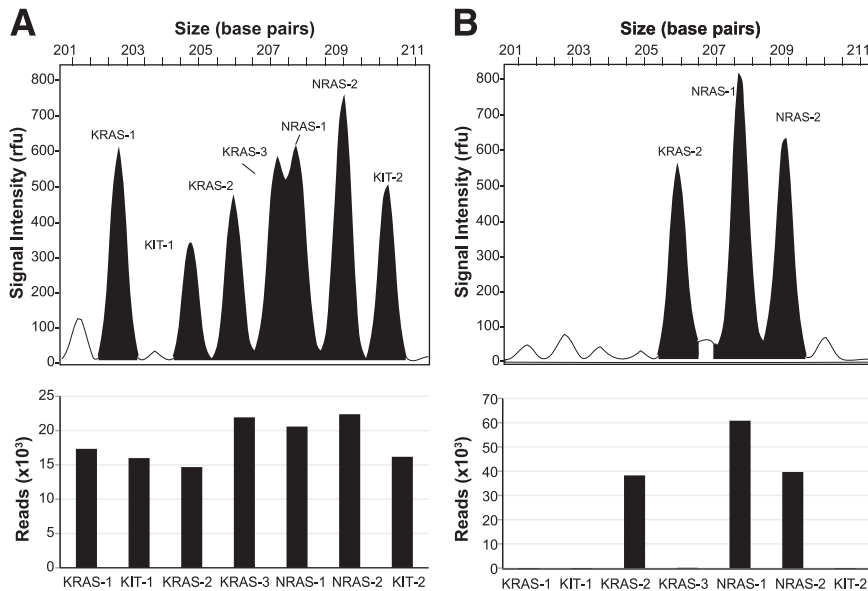 A
Size (base pairs)
201 203 205 207 209 211
Signal Intensity (rfu)
800
700
600
500
400
300
200
100
0
KRAS-1
KIT-1
KRAS-2
KRAS-3
NRAS-1
NRAS-2
KIT-2
Reads (x10³)
25
20
15
10
5
0
KRAS-1 KIT-1 KRAS-2 KRAS-3 NRAS-1 NRAS-2 KIT-2
B
Size (base pairs)
201 203 205 207 209 211
Signal Intensity (rfu)
800
700
600
500
400
300
200
100
0
KRAS-2
NRAS-1
NRAS-2
Reads (x10³)
70
60
50
40
30
20
10
0
KRAS-1 KIT-1 KRAS-2 KRAS-3 NRAS-1 NRAS-2 KIT-2